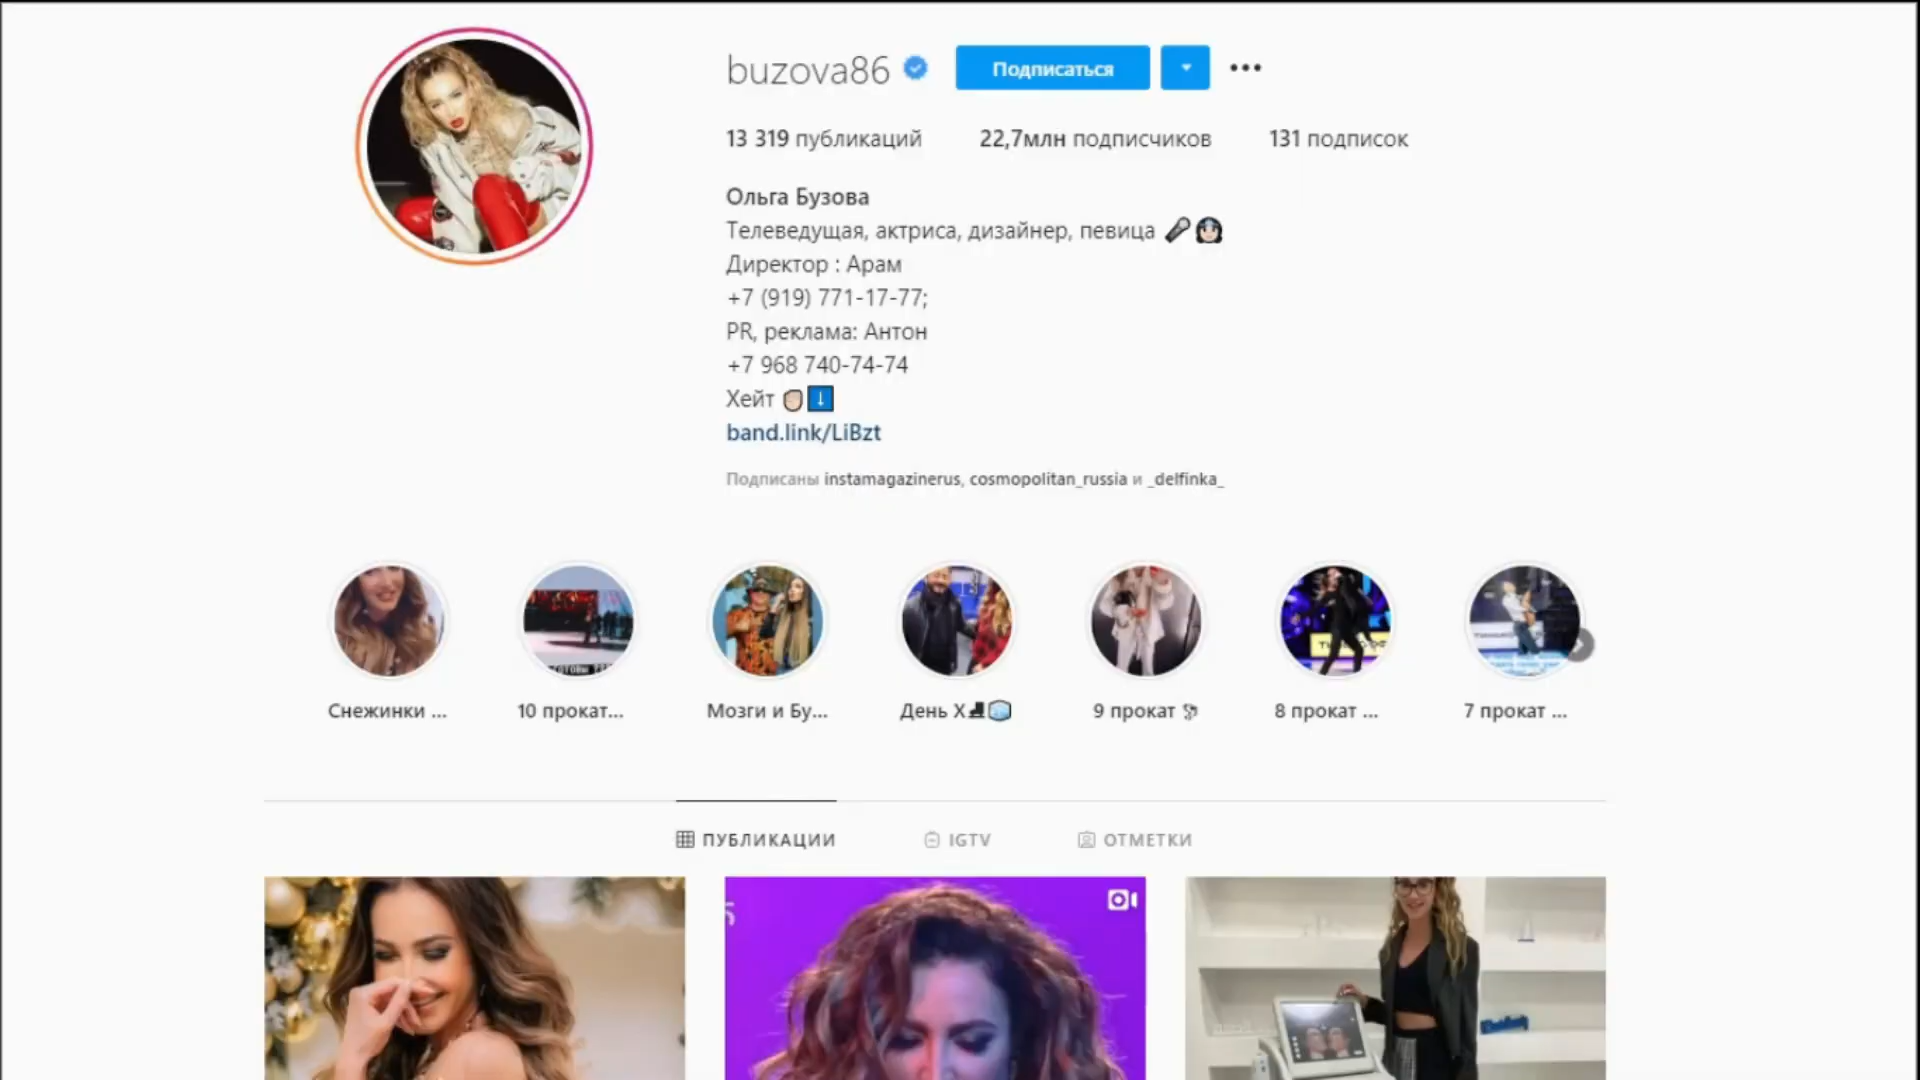 buzova86
Подписаться
13 319 публикаций
22,7млн подписчиков
131 подписок
Ольга Бузова
Телеведущая, актриса, дизайнер, певица
Директор : Арам
+7 (919) 771-17-77;
PR, реклама: Антон
+7 968 740-74-74
Хейт
band.link/LiBzt
Подписаны instamagazinerus, cosmopolitan_russia и _delfinka_
Снежинки ...
10 прокат...
Мозги и Бу...
День Х
9 прокат
8 прокат ...
7 прокат ...
ПУБЛИКАЦИИ
IGTV
ОТМЕТКИ